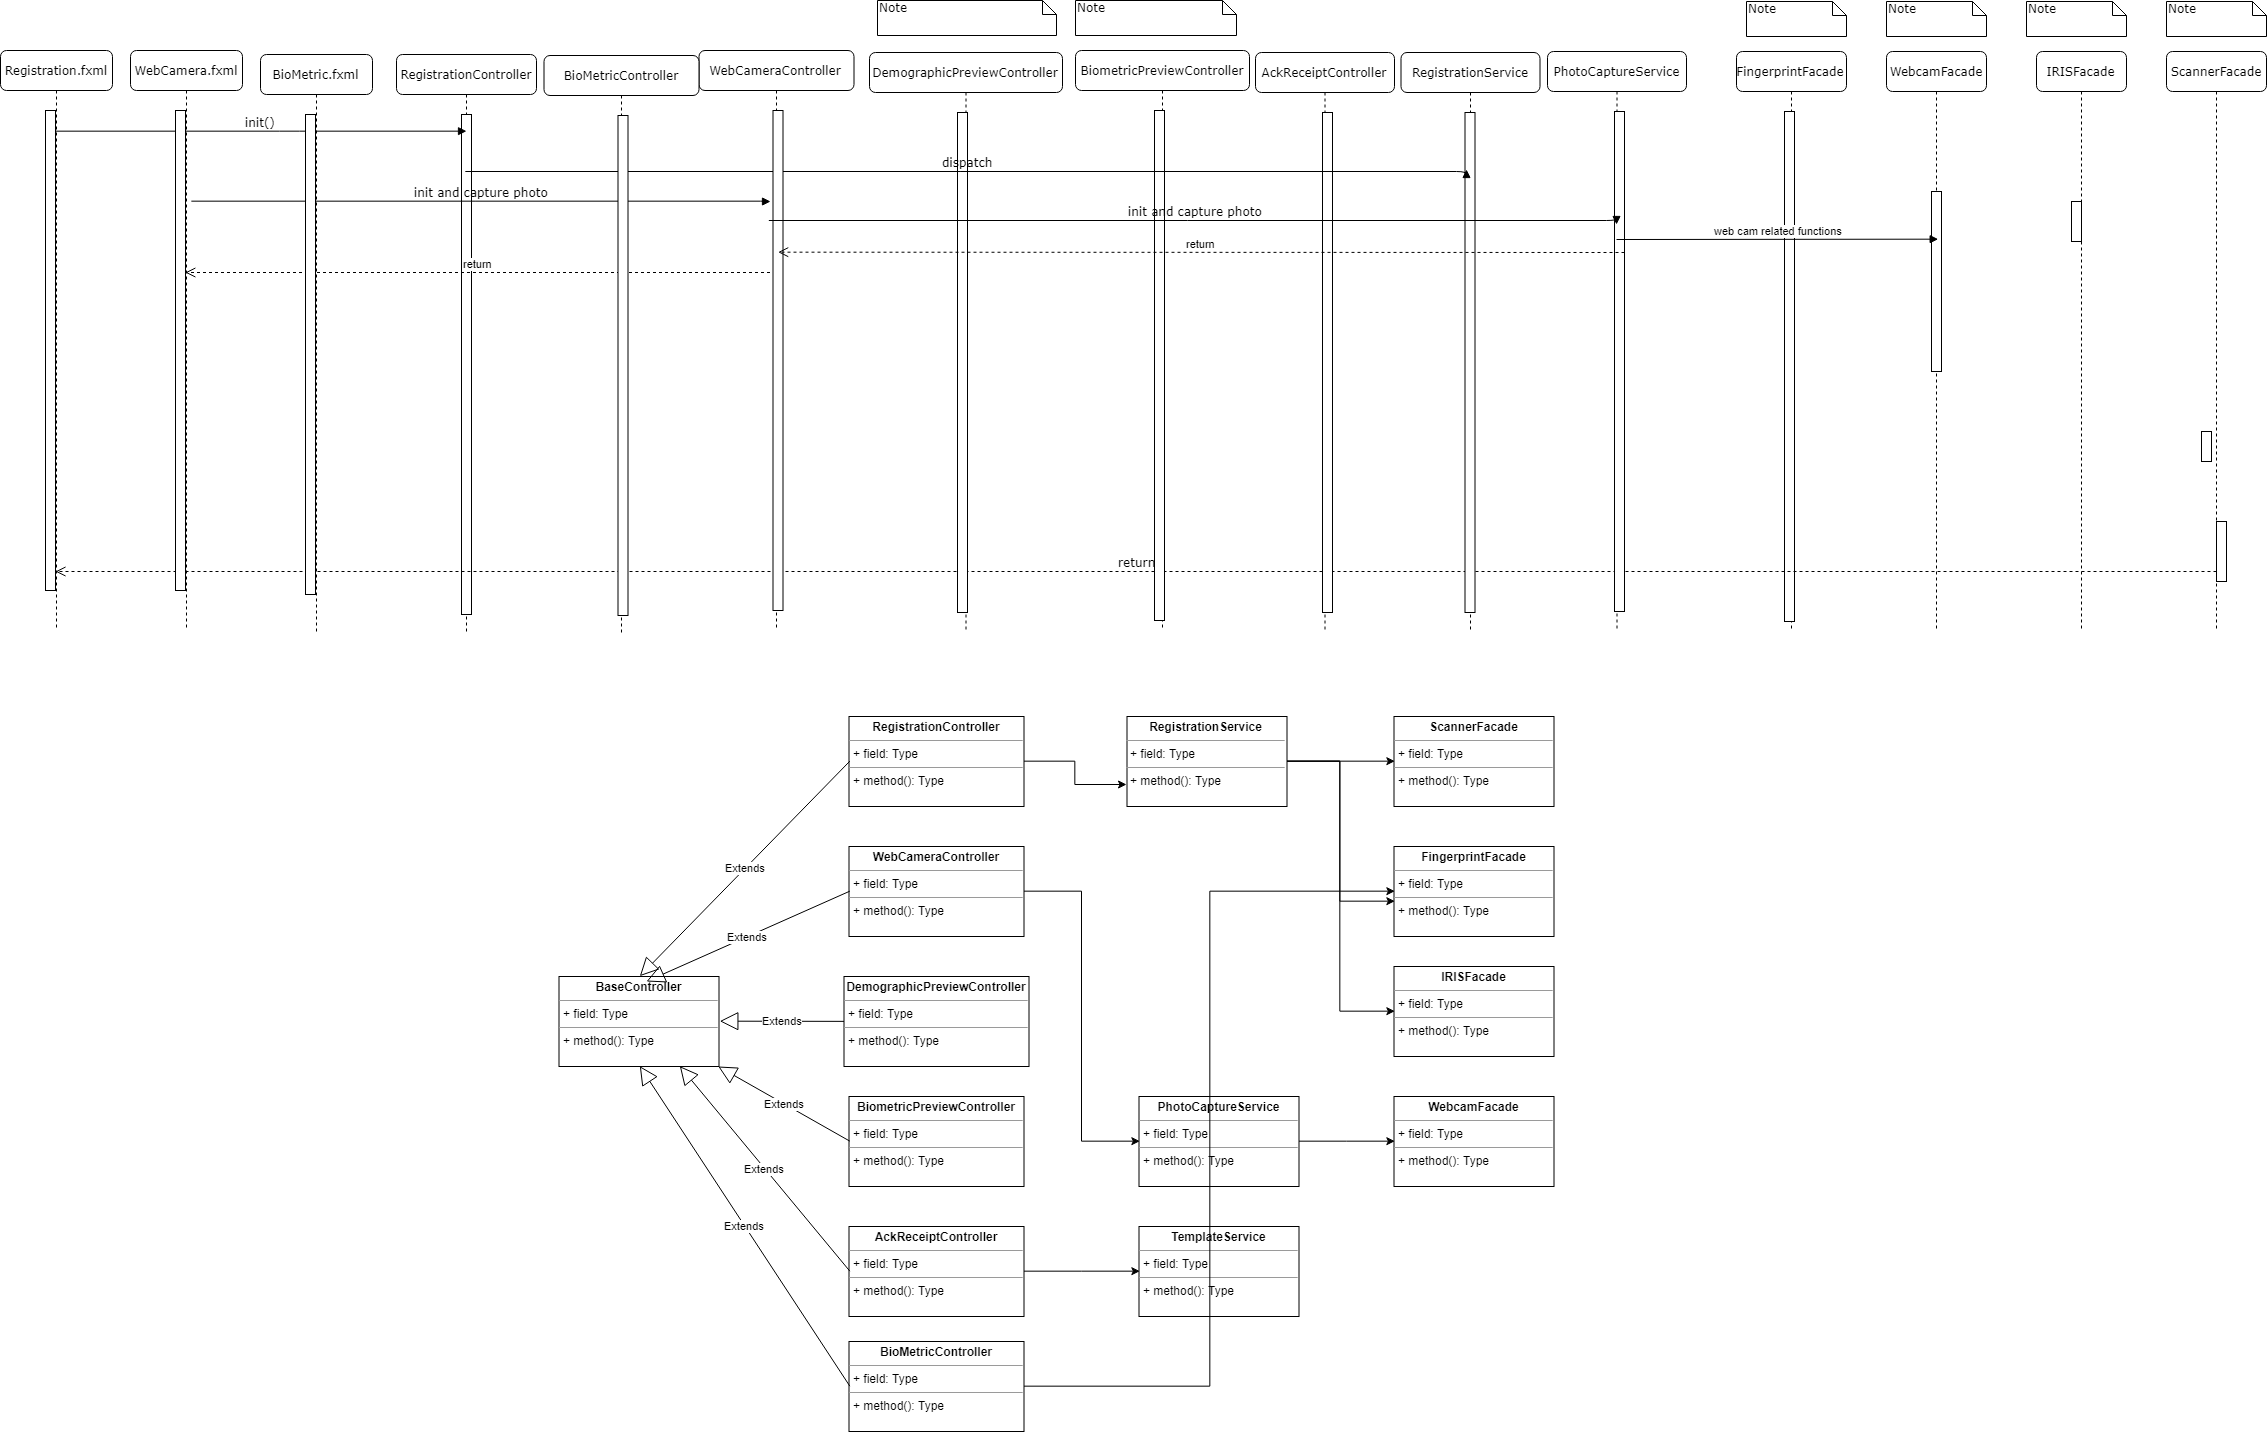 Note
Note
Note
Note
Note
Note
Registration.fxml
WebCamera.fxml
BioMetric.fxml
RegistrationController
BioMetricController
WebCameraController
DemographicPreviewController
BiometricPreviewController
AckReceiptController
RegistrationService
PhotoCaptureService
FingerprintFacade
WebcamFacade
IRISFacade
ScannerFacade
init()
dispatch
init and capture photo
init and capture photo
web cam related functions
return
return
return
RegistrationController
+ field: Type
+ method(): Type
RegistrationService
+ field: Type
+ method(): Type
ScannerFacade
+ field: Type
+ method(): Type
Extends
WebCameraController
+ field: Type
+ method(): Type
FingerprintFacade
+ field: Type
+ method(): Type
Extends
BaseController
+ field: Type
+ method(): Type
Extends
DemographicPreviewController
+ field: Type
+ method(): Type
IRISFacade
+ field: Type
+ method(): Type
Extends
BiometricPreviewController
+ field: Type
+ method(): Type
PhotoCaptureService
+ field: Type
+ method(): Type
WebcamFacade
+ field: Type
+ method(): Type
Extends
Extends
AckReceiptController
+ field: Type
+ method(): Type
TemplateService
+ field: Type
+ method(): Type
BioMetricController
+ field: Type
+ method(): Type